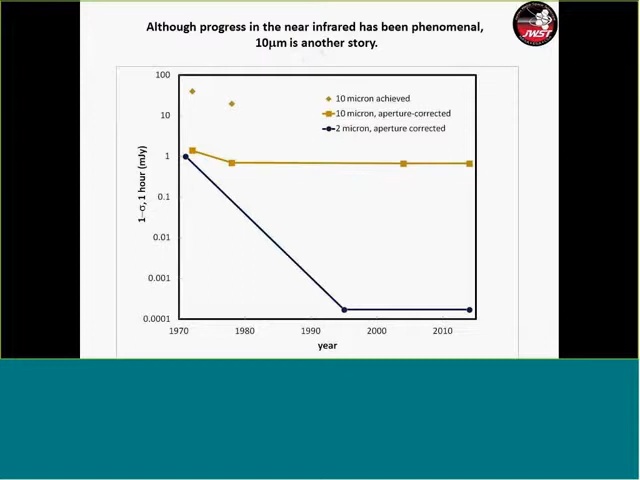 Although progress in the near infrared has been phenomenal,
10μm is another story.
JWST
100
10
1
0.1
0.01
0.001
0.0001
1–σ, 1 hour (mJy)
10 micron achieved
10 micron, aperture-corrected
2 micron, aperture corrected
1970
1980
1990
2000
2010
year